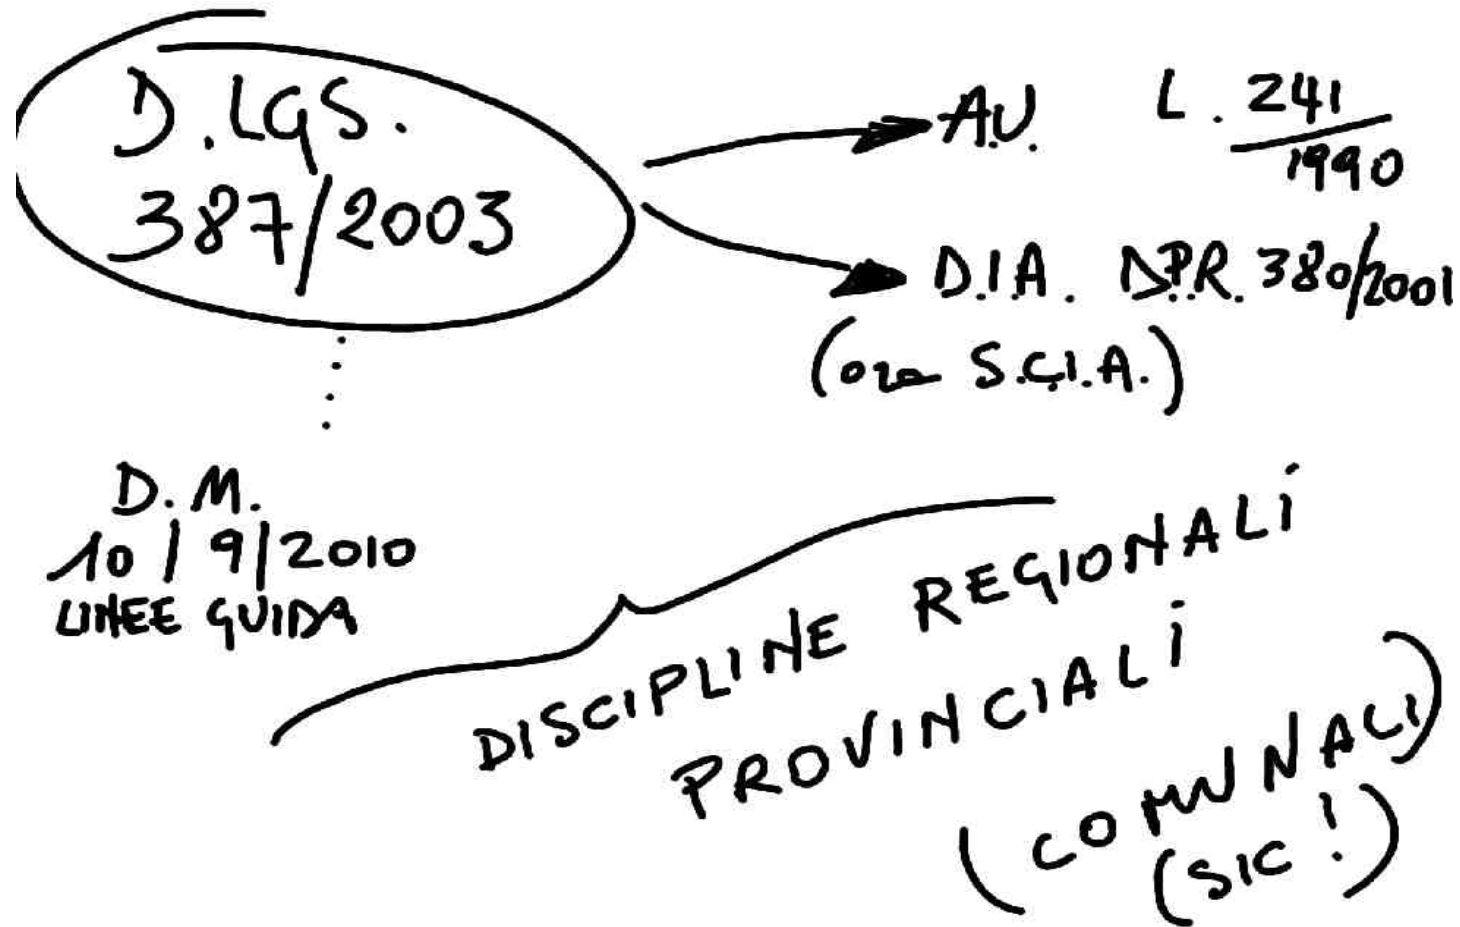 D.LGS.
387/2003
A.U. L. 241/1990
D.I.A. D.P.R. 380/2001
(ora S.C.I.A.)
D.M.
10/9/2010
LINEE GUIDA
DISCIPLINE REGIONALI
PROVINCIALI
(COMUNALI)
(SIC!)